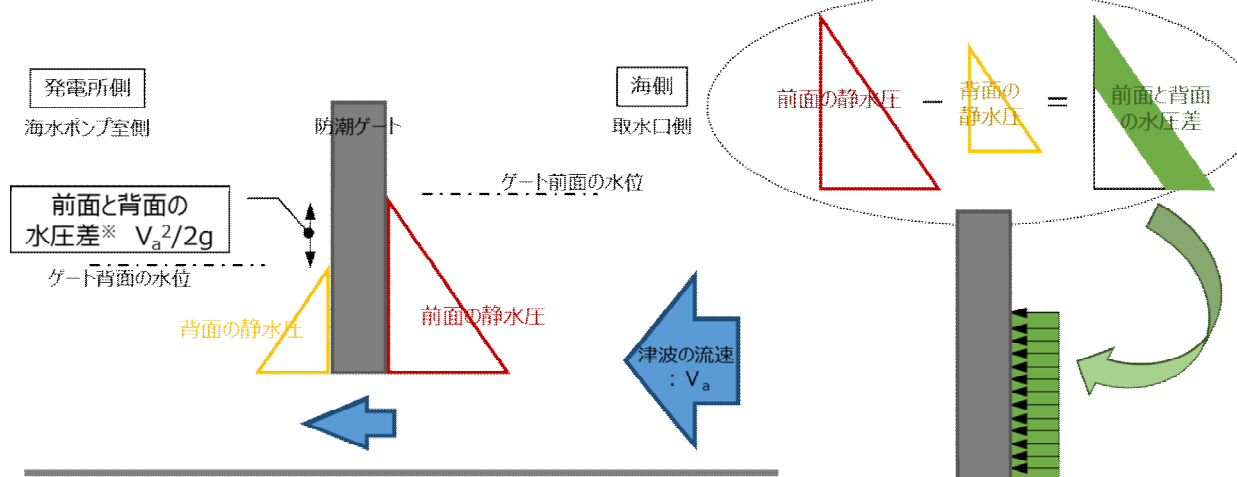 発電所側
海水ポンプ室側
防潮ゲート
海側
取水口側
前面と背面の
水圧差※ Va²/2g
ゲート前面の水位
ゲート背面の水位
背面の静水圧
前面の静水圧
津波の流速
：Va
前面の静水圧
－
背面の
静水圧
＝
前面と背面
の水圧差